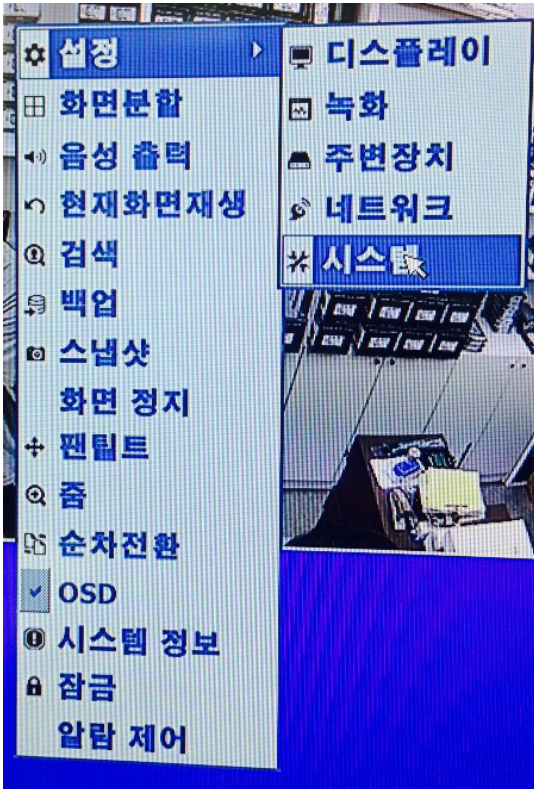 설정
화면분할
음성 출력
현재화면재생
검색
백업
스냅샷
화면 정지
팬틸트
줌
순차전환
OSD
시스템 정보
잠금
알람 제어
디스플레이
녹화
주변장치
네트워크
시스템